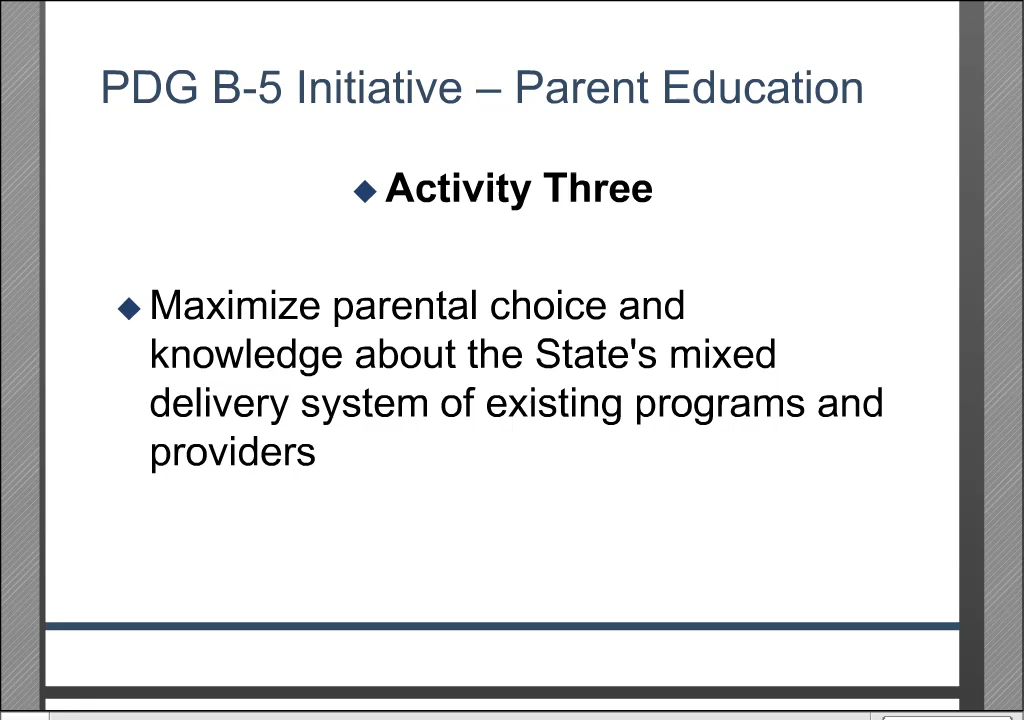 PDG B-5 Initiative – Parent Education
Activity Three
Maximize parental choice and
knowledge about the State's mixed
delivery system of existing programs and
providers